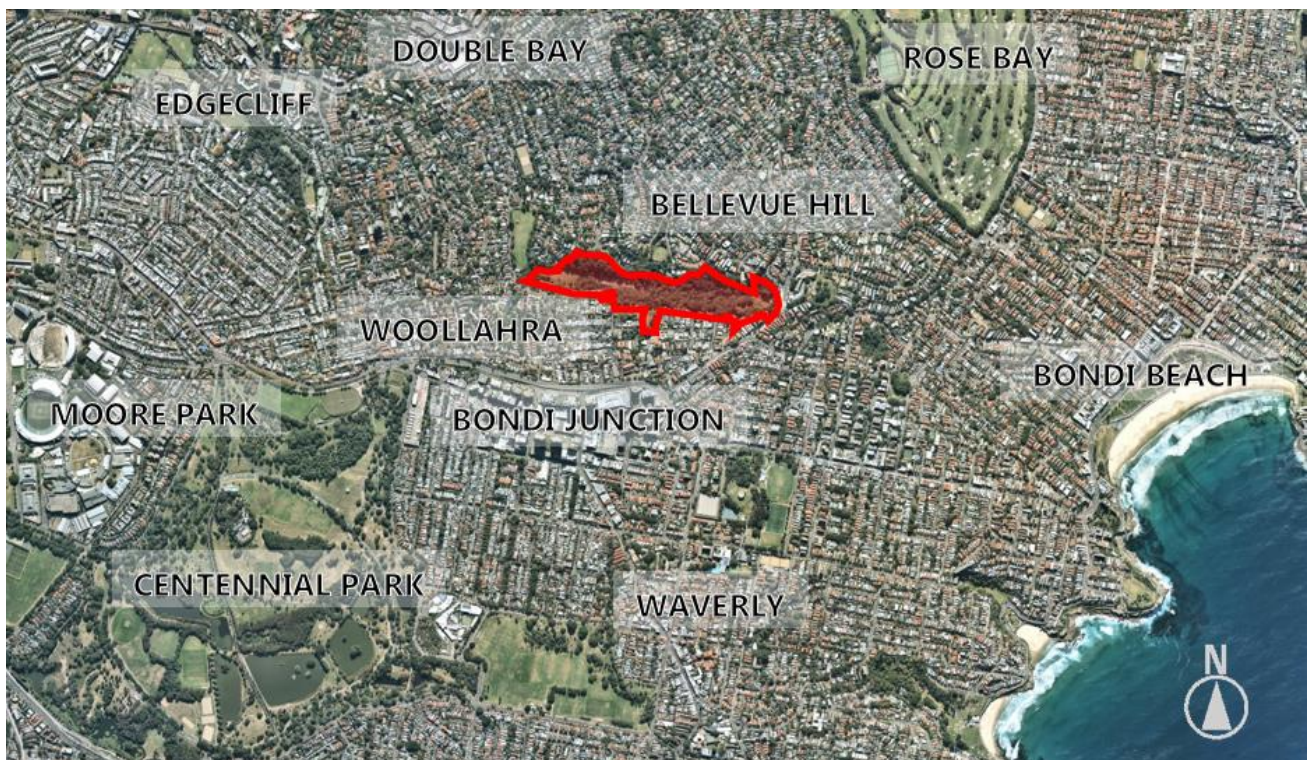 DOUBLE BAY
ROSE BAY
EDGECLIFF
BELLEVUE HILL
WOOLLAHRA
BONDI BEACH
MOORE PARK
BONDI JUNCTION
CENTENNIAL PARK
WAVERLY
N